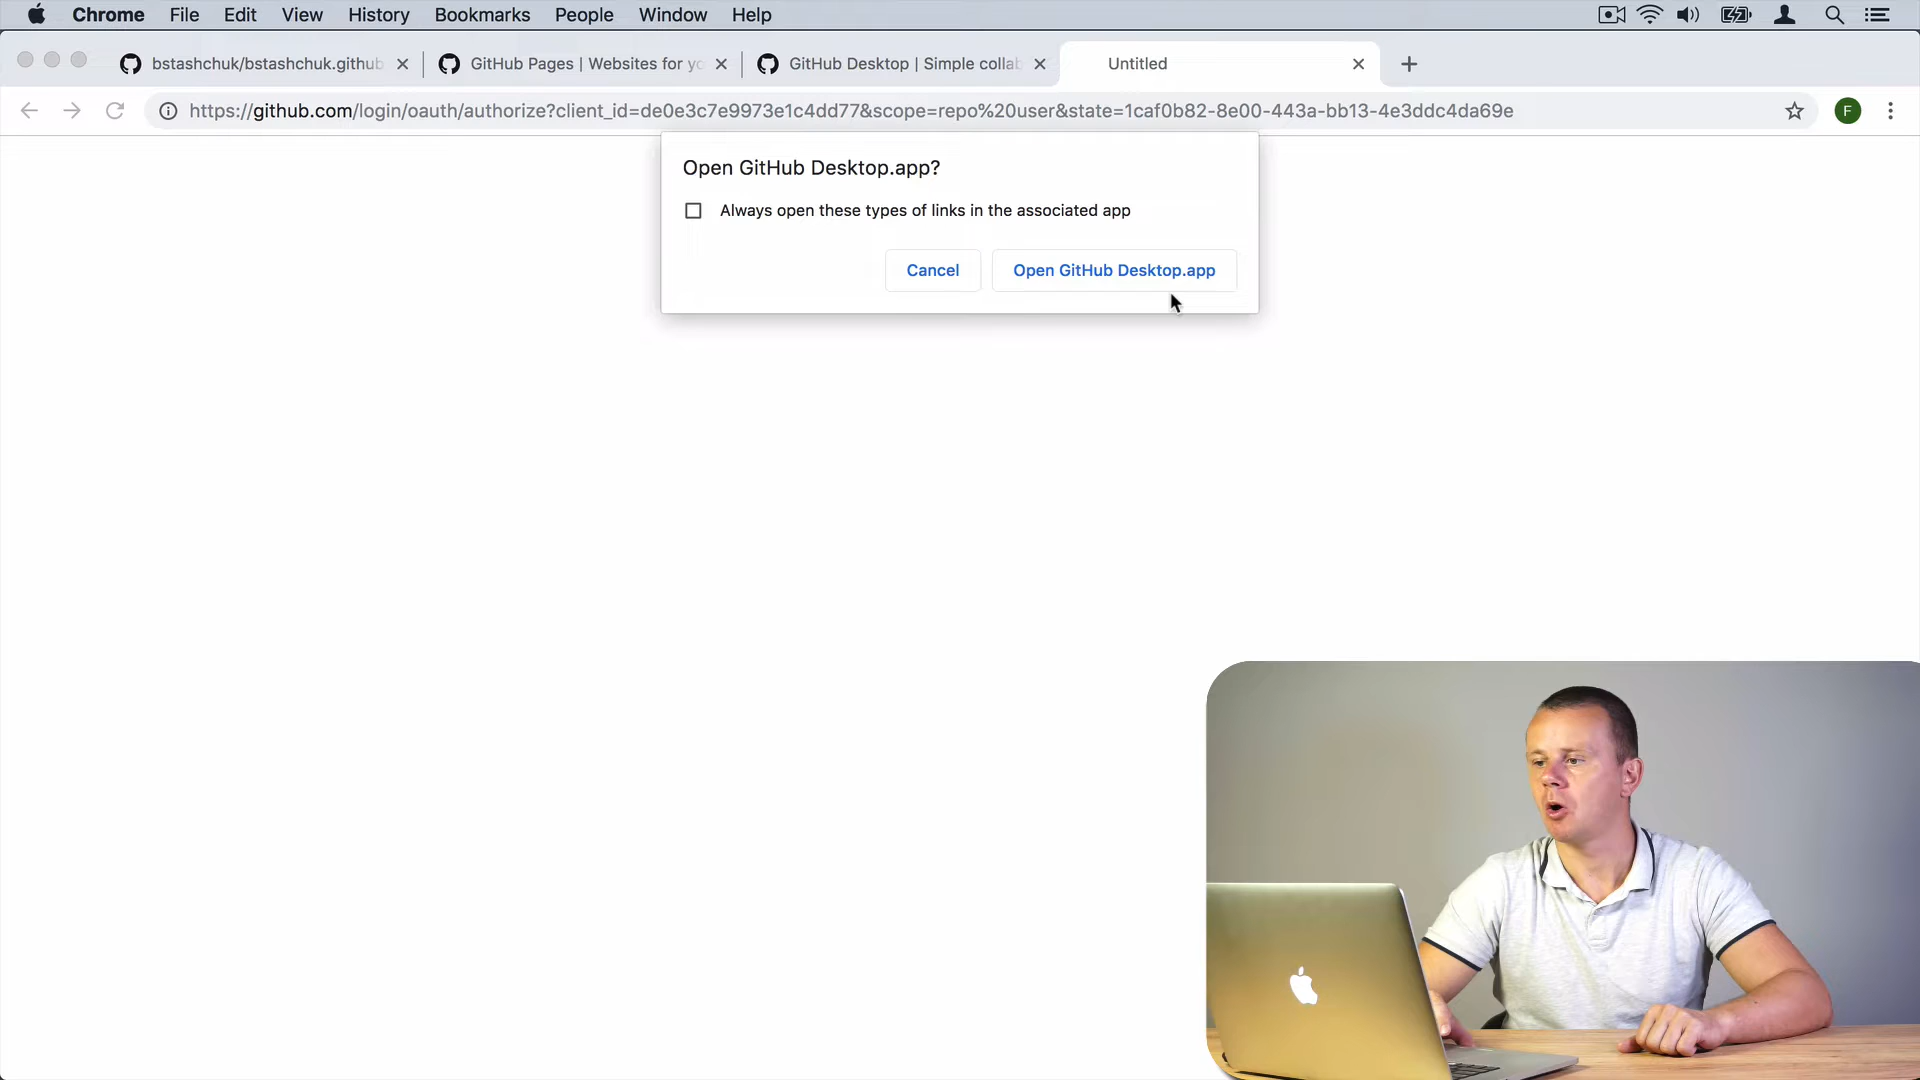 Chrome File Edit View History Bookmarks People Window Help
bstashchuk/bstashchuk.github GitHub Pages | Websites for yo GitHub Desktop | Simple collab Untitled
https://github.com/login/oauth/authorize?client_id=de0e3c7e9973e1c4dd77&scope=repo%20user&state=1caf0b82-8e00-443a-bb13-4e3ddc4da69e F
Open GitHub Desktop.app?
Always open these types of links in the associated app
Cancel Open GitHub Desktop.app